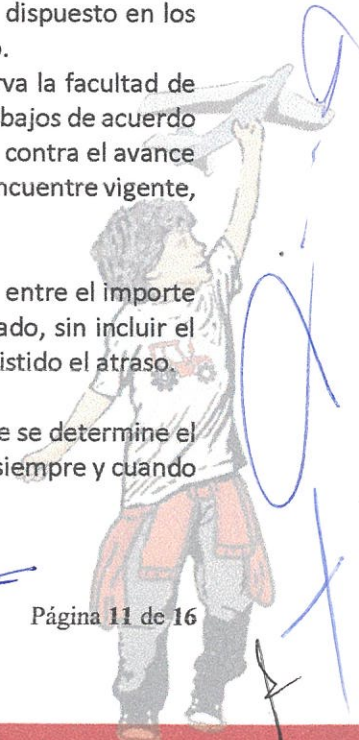 dispuesto en los
o.
rva la facultad de
bajos de acuerdo
contra el avance
ncuentre vigente,
entre el importe
ado, sin incluir el
istido el atraso.
e se determine el
siempre y cuando
Página 11 de 16